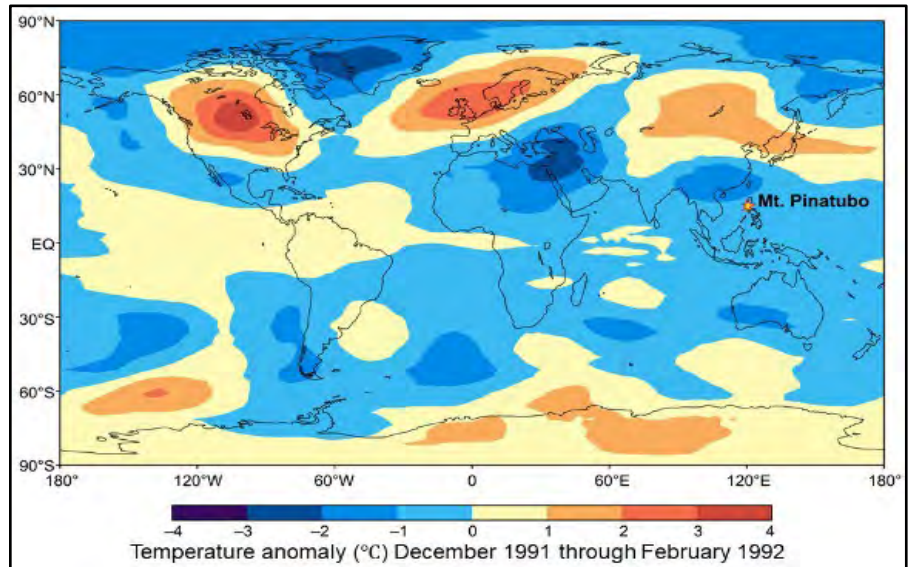 90°N
60°N
30°N
Mt. Pinatubo
EQ
30°S
60°S
90°S
180° 120°W 60°W 0 60°E 120°E 180°
–4 –3 –2 –1 0 1 2 3 4
Temperature anomaly (°C) December 1991 through February 1992